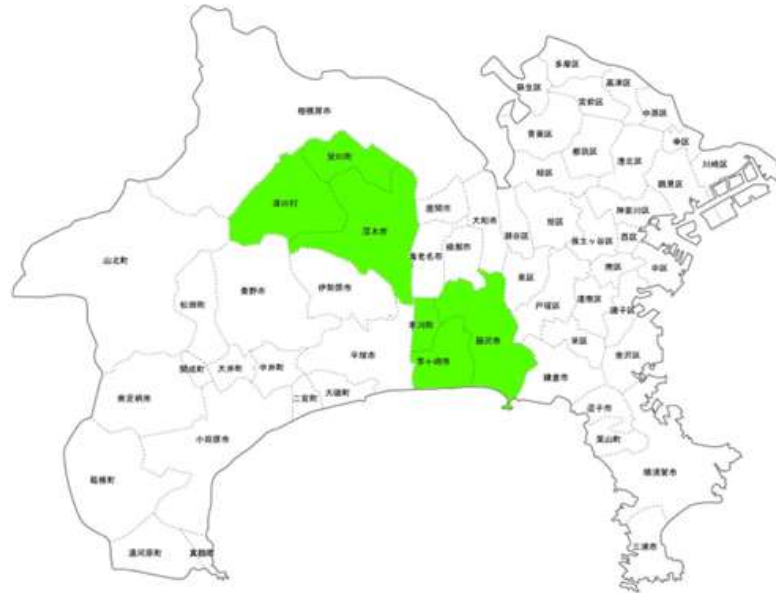 多摩区
高津区
麻生区
宮前区
中原区
相模原市
幸区
青葉区
川崎区
都筑区
港北区
愛川町
緑区
鶴見区
清川村
座間市
神奈川区
大和市
旭区
厚木市
瀬谷区
西区
保土ヶ谷区
綾瀬市
海老名市
山北町
南区
中区
泉区
伊勢原市
秦野市
戸塚区
港南区
松田町
磯子区
寒川町
藤沢市
栄区
平塚市
金沢区
茅ヶ崎市
中井町
開成町
大井町
鎌倉市
大磯町
二宮町
南足柄市
逗子市
小田原市
葉山町
横須賀市
箱根町
三浦市
湯河原町
真鶴町